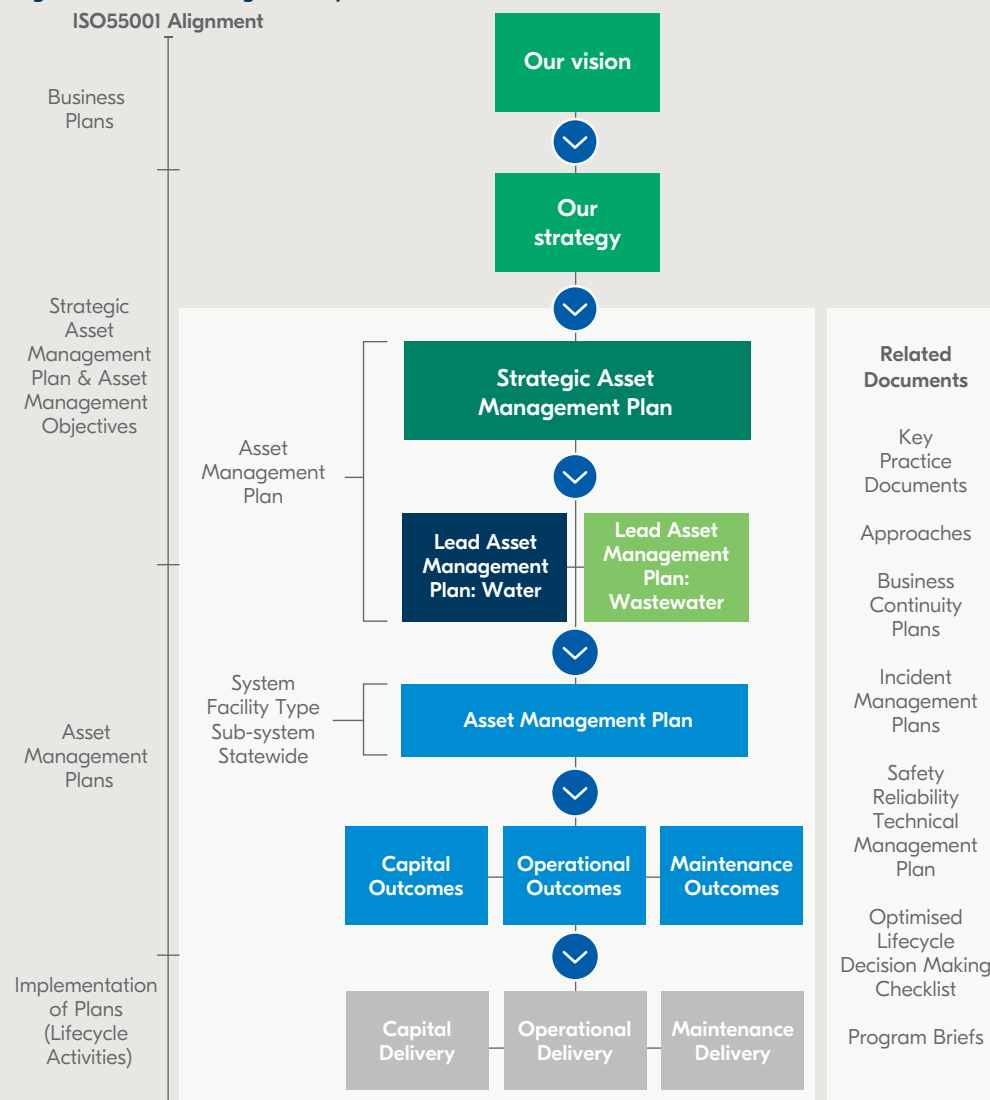 ISO55001 Alignment
Business
Plans
Strategic
Asset
Management
Plan & Asset
Management
Objectives
Asset
Management
Plans
Implementation
of Plans
(Lifecycle
Activities)
Our vision
Our
strategy
Asset
Management
Plan
Strategic Asset
Management Plan
Lead Asset
Management
Plan: Water
Lead Asset
Management
Plan:
Wastewater
System
Facility Type
Sub-system
Statewide
Asset Management Plan
Capital
Outcomes
Operational
Outcomes
Maintenance
Outcomes
Capital
Delivery
Operational
Delivery
Maintenance
Delivery
Related
Documents
Key
Practice
Documents
Approaches
Business
Continuity
Plans
Incident
Management
Plans
Safety
Reliability
Technical
Management
Plan
Optimised
Lifecycle
Decision Making
Checklist
Program Briefs